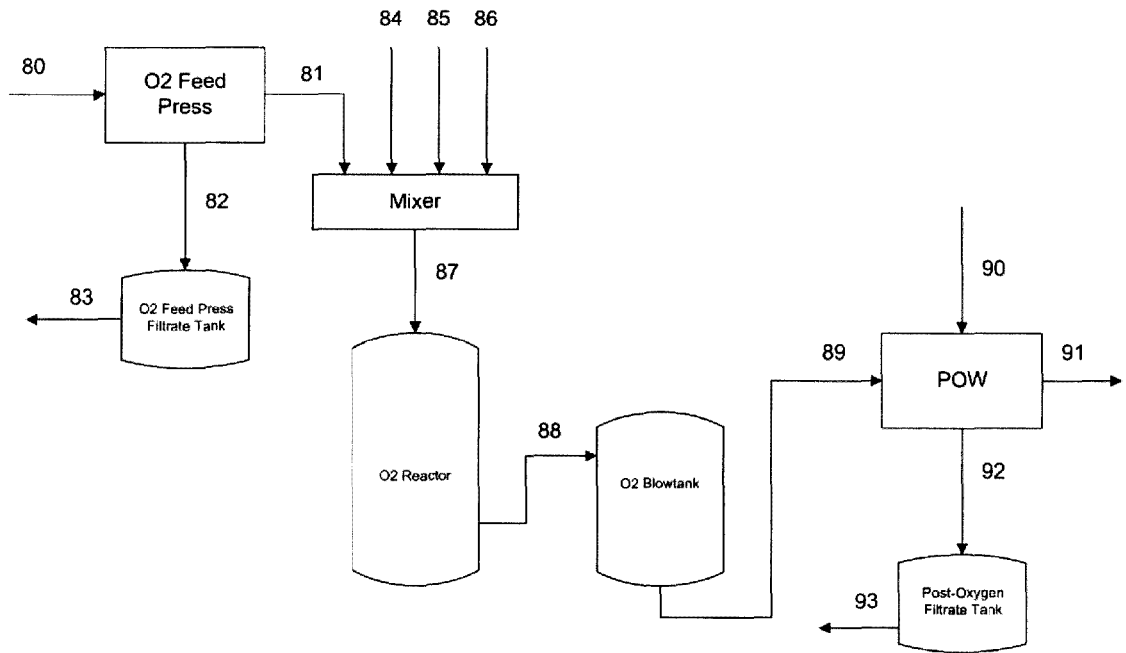 84 85 86
80
O2 Feed
Press
81
82
Mixer
87
83
O2 Feed Press
Filtrate Tank
90
89
POW
91
88
O2 Reactor
O2 Blowtank
92
93
Post-Oxygen
Filtrate Tank